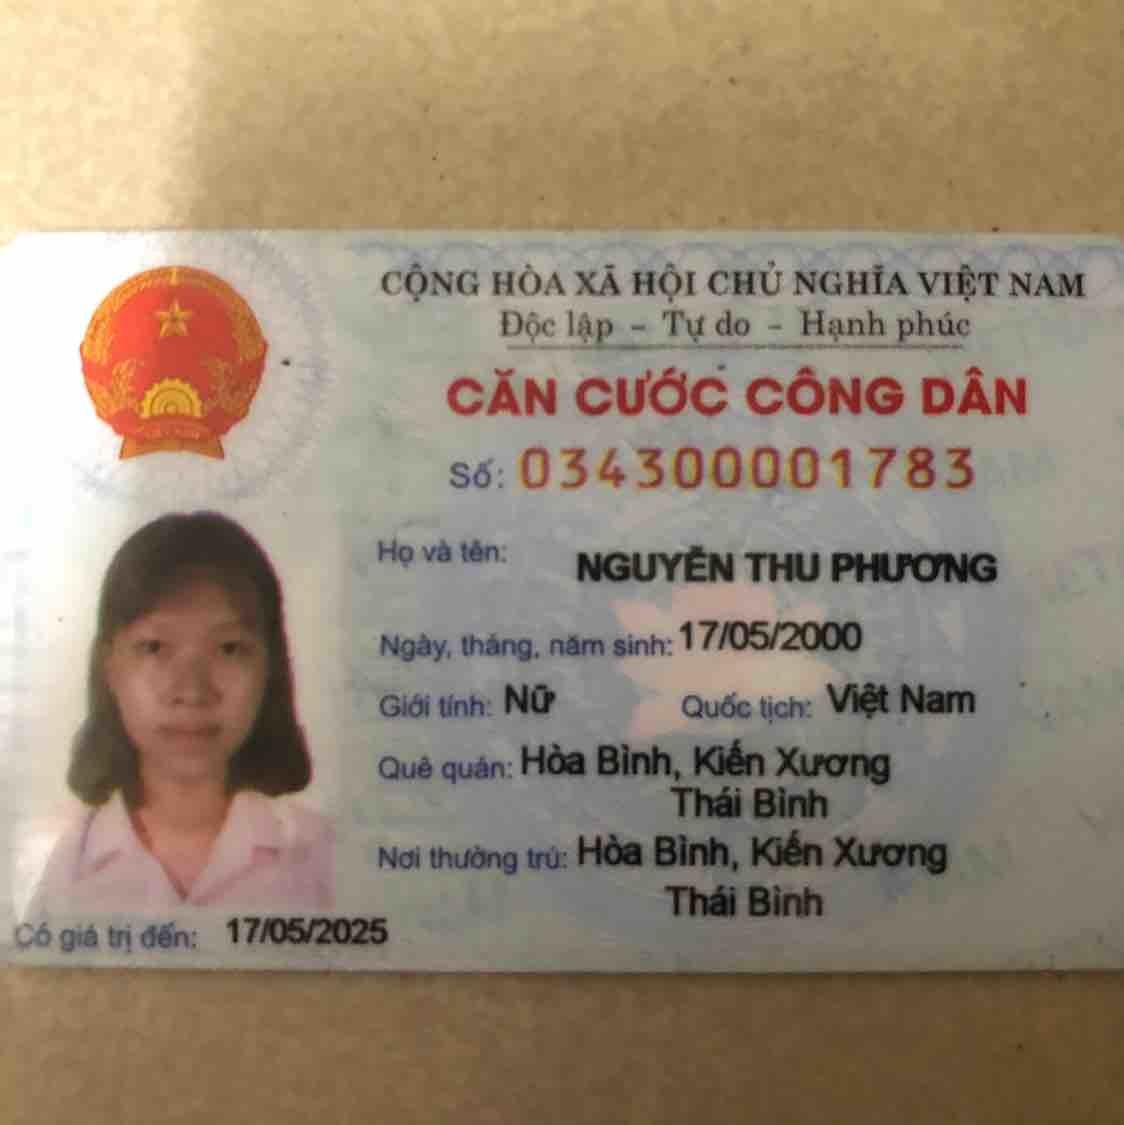 CỘNG HÒA XÃ HỘI CHỦ NGHĨA VIỆT NAM
Độc lập - Tự do - Hạnh phúc
CĂN CƯỚC CÔNG DÂN
Số: 034300001783
Họ và tên: NGUYỄN THU PHƯƠNG
Ngày, tháng, năm sinh: 17/05/2000
Giới tính: Nữ Quốc tịch: Việt Nam
Quê quán: Hòa Bình, Kiến Xương
Thái Bình
Nơi thường trú: Hòa Bình, Kiến Xương
Thái Bình
Có giá trị đến: 17/05/2025